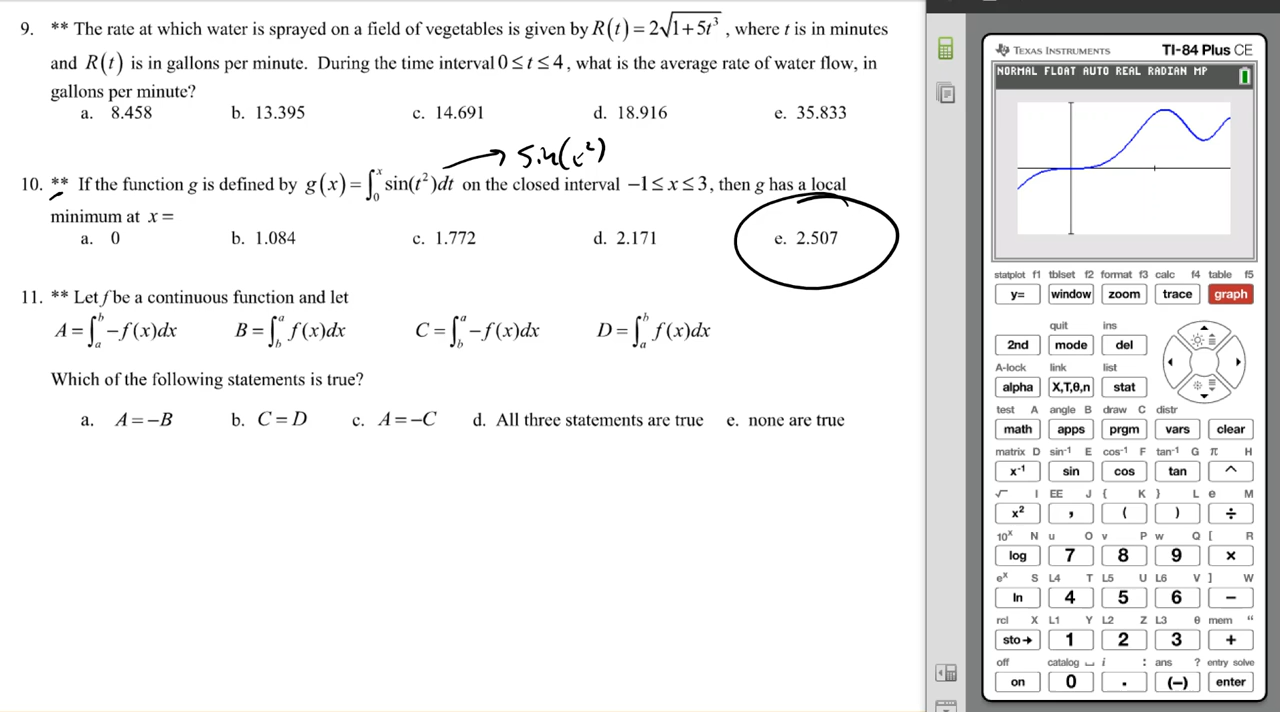 9. ** The rate at which water is sprayed on a field of vegetables is given by R(t) = 2√(1+5t³), where t is in minutes
and R(t) is in gallons per minute. During the time interval 0 ≤ t ≤ 4, what is the average rate of water flow, in
gallons per minute?
a. 8.458 b. 13.395 c. 14.691 d. 18.916 e. 35.833
sin(x²)
10. ** If the function g is defined by g(x) = ∫₀ˣ sin(t²)dt on the closed interval −1 ≤ x ≤ 3, then g has a local
minimum at x =
a. 0 b. 1.084 c. 1.772 d. 2.171 e. 2.507
11. ** Let f be a continuous function and let
A = ∫ₐᵇ −f(x)dx B = ∫_b^a f(x)dx C = ∫_b^a −f(x)dx D = ∫ₐᵇ f(x)dx
Which of the following statements is true?
a. A = −B b. C = D c. A = −C d. All three statements are true e. none are true
TEXAS INSTRUMENTS TI-84 Plus CE
NORMAL FLOAT AUTO REAL RADIAN MP
statplot f1 tblset f2 format f3 calc f4 table f5
y= window zoom trace graph
quit ins
2nd mode del
A-lock link list
alpha X,T,θ,n stat
test A angle B draw C distr
math apps prgm vars clear
matrix D sin⁻¹ E cos⁻¹ F tan⁻¹ G π H
x⁻¹ sin cos tan ^
√ I EE J { K } L e M
x² , ( ) ÷
10ˣ N u O v P w Q [ R
log 7 8 9 ×
eˣ S L4 T L5 U L6 V ] W
ln 4 5 6 −
rcl X L1 Y L2 Z L3 θ mem “
sto→ 1 2 3 +
off catalog ⎵ i : ans ? entry solve
on 0 . (−) enter